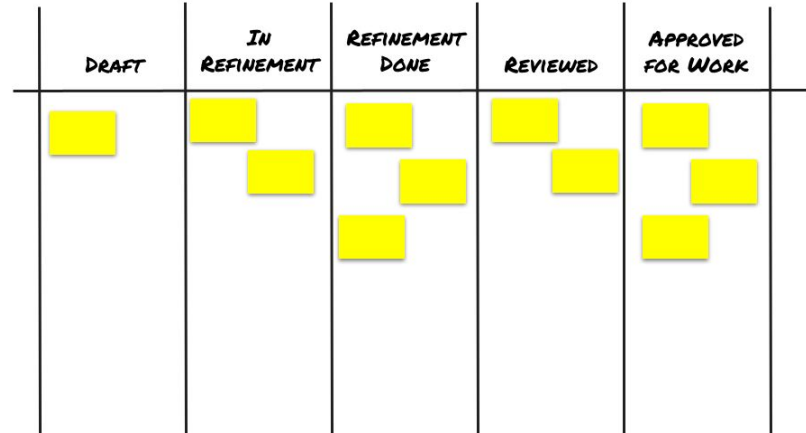 Draft
In
Refinement
Refinement
Done
Reviewed
Approved
for Work